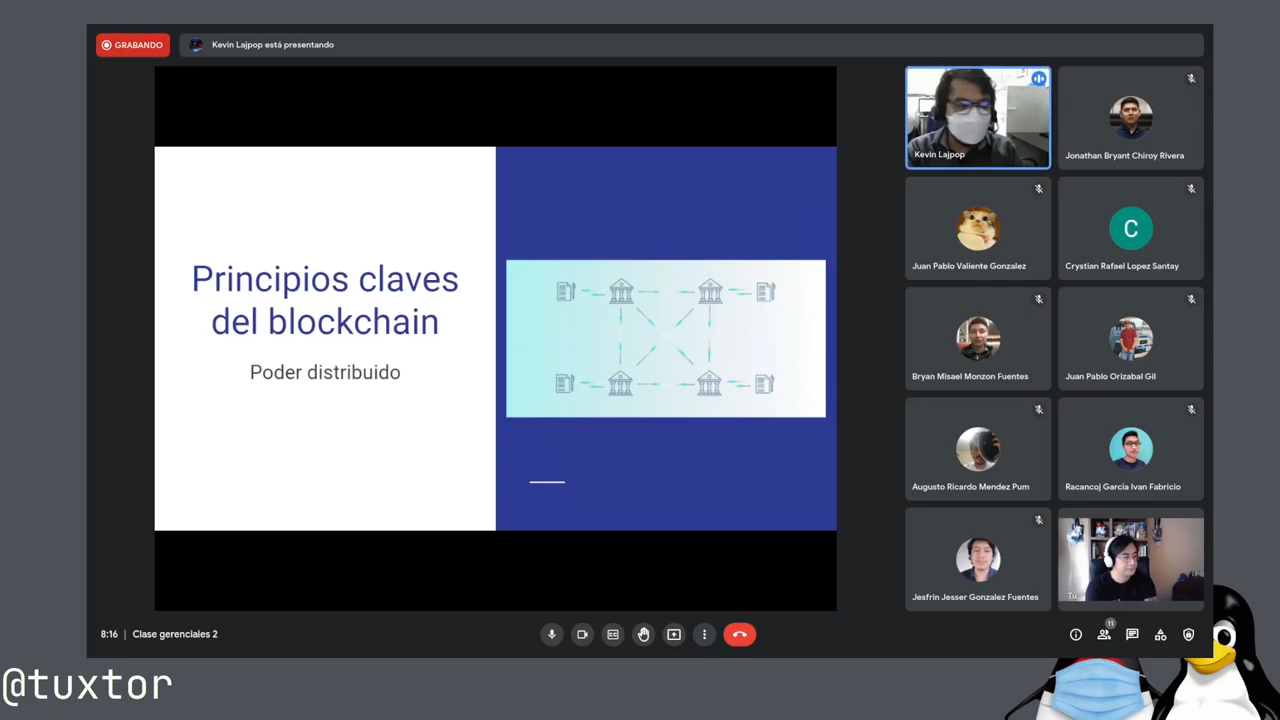 GRABANDO
Kevin Lajpop está presentando
Principios claves
del blockchain
Poder distribuido
Kevin Lajpop
Jonathan Bryant Chiroy Rivera
Juan Pablo Valiente Gonzalez
C
Crystian Rafael Lopez Santay
Bryan Misael Monzon Fuentes
Juan Pablo Orizabal Gil
Augusto Ricardo Mendez Pum
Racancoj Garcia Ivan Fabricio
Jesfrin Jesser Gonzalez Fuentes
Tú
8:16 | Clase gerenciales 2
11
@tuxtor